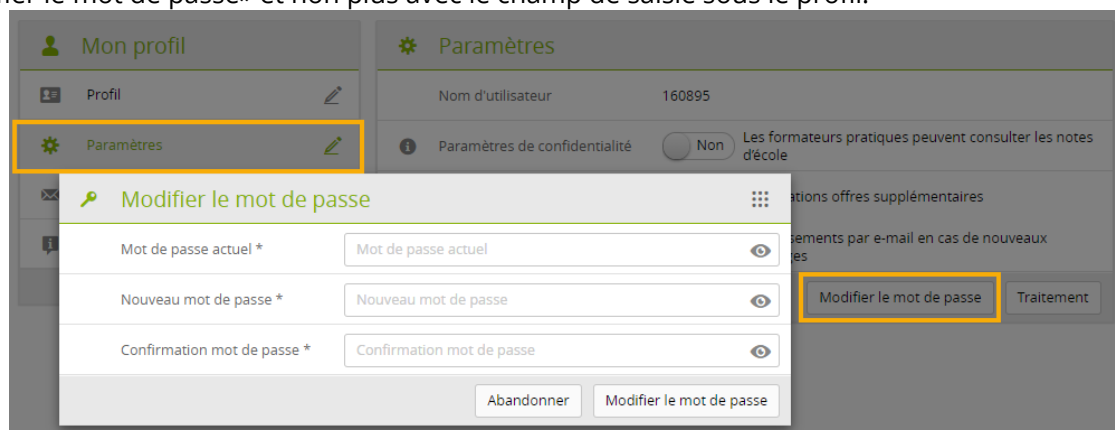 le mot de passe» et non plus avec le champ de saisie sous le profil.
Mon profil
Paramètres
Profil
Nom d'utilisateur 160895
Paramètres
Paramètres de confidentialité Non Les formateurs pratiques peuvent consulter les notes
d'école
Modifier le mot de passe
offres supplémentaires
Mot de passe actuel * Mot de passe actuel
par e-mail en cas de nouveaux
Nouveau mot de passe * Nouveau mot de passe
Modifier le mot de passe Traitement
Confirmation mot de passe * Confirmation mot de passe
Abandonner Modifier le mot de passe